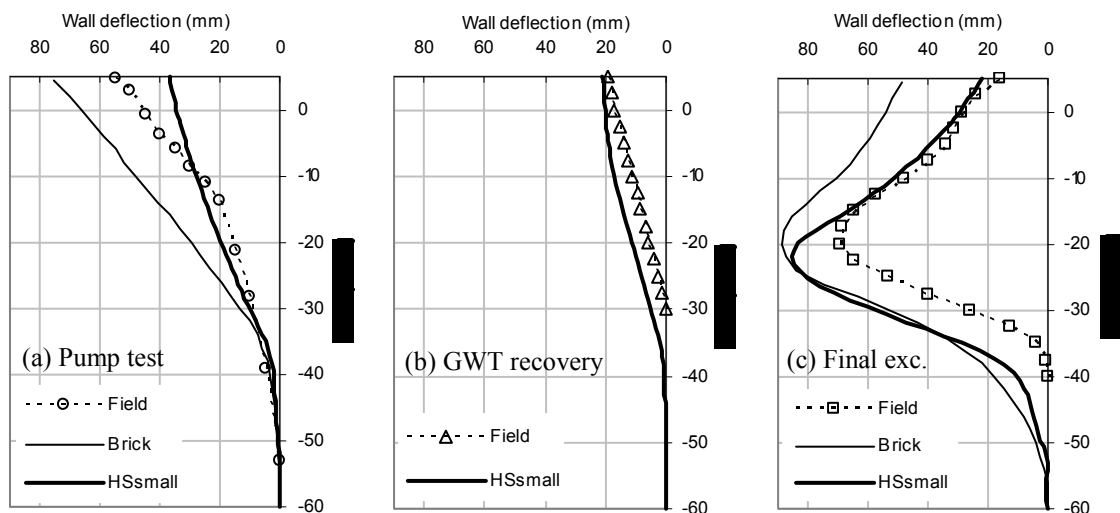 Wall deflection (mm)
80 60 40 20 0
0
-10
-20
-30
-40
-50
-60
(a) Pump test
Field
Brick
HSsmall
Wall deflection (mm)
80 60 40 20 0
0
-10
-20
-30
-40
-50
-60
(b) GWT recovery
Field
HSsmall
Wall deflection (mm)
80 60 40 20 0
0
-10
-20
-30
-40
-50
-60
(c) Final exc.
Field
Brick
HSsmall